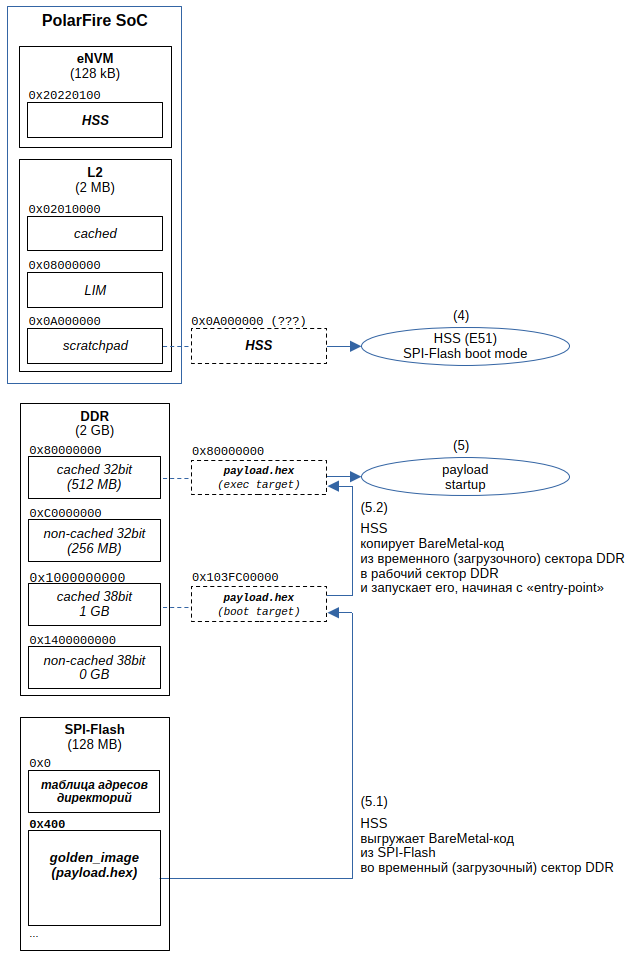 PolarFire SoC
eNVM
(128 kB)
0x20220100
HSS
L2
(2 MB)
0x02010000
cached
0x08000000
LIM
0x0A000000
scratchpad
0x0A000000 (???)
HSS
(4)
HSS (E51)
SPI-Flash boot mode
DDR
(2 GB)
0x80000000
cached 32bit
(512 MB)
0x80000000
payload.hex
(exec target)
(5)
payload
startup
0xC0000000
non-cached 32bit
(256 MB)
(5.2)
HSS
копирует BareMetal-код
из временного (загрузочного) сектора DDR
в рабочий сектор DDR
и запускает его, начиная с «entry-point»
0x1000000000
cached 38bit
1 GB
0x103FC00000
payload.hex
(boot target)
0x1400000000
non-cached 38bit
0 GB
SPI-Flash
(128 MB)
0x0
таблица адресов
директорий
0x400
golden_image
(payload.hex)
...
(5.1)
HSS
выгружает BareMetal-код
из SPI-Flash
во временный (загрузочный) сектор DDR